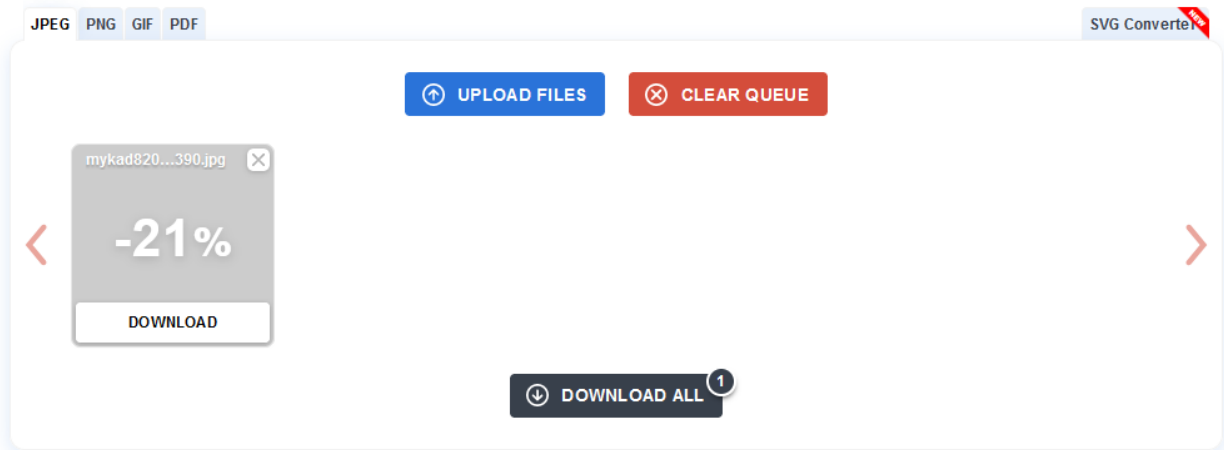 JPEG PNG GIF PDF SVG Converter NEW
UPLOAD FILES CLEAR QUEUE
mykad820...390.jpg
-21%
DOWNLOAD
DOWNLOAD ALL 1